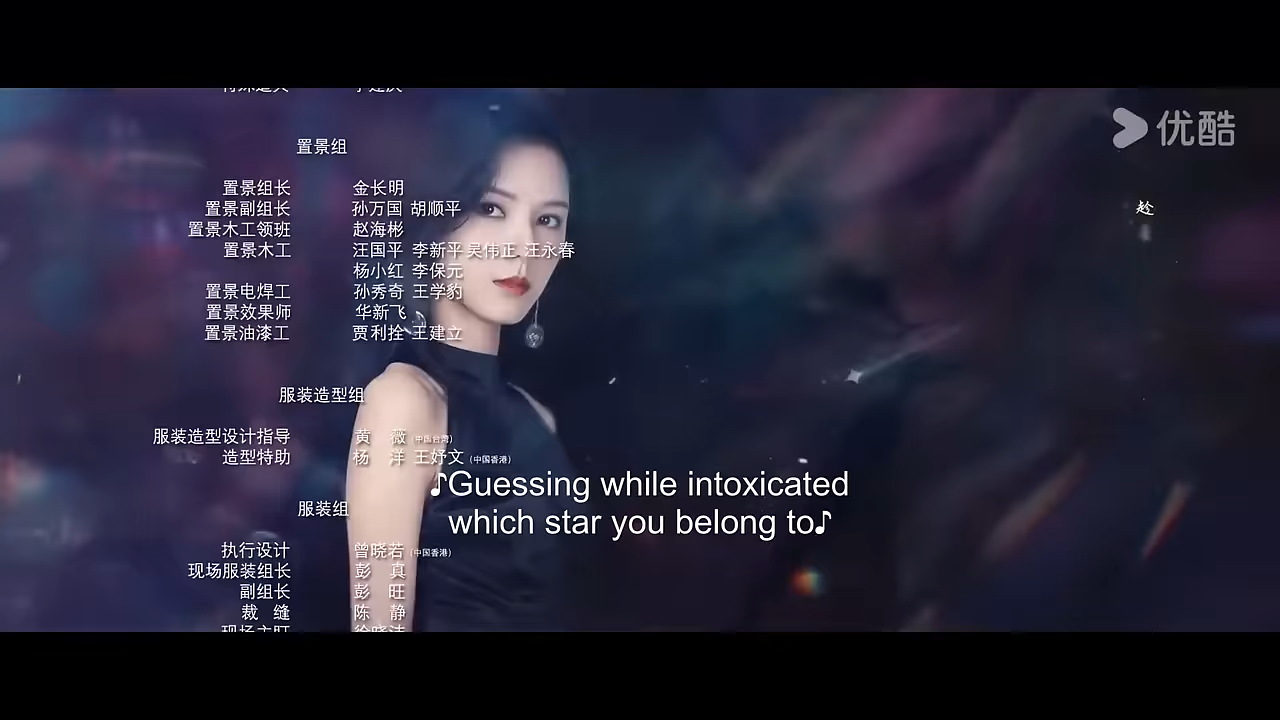 优酷
置景组
趁
置景组长 金长明
置景副组长 孙万国 胡顺平
置景木工领班 赵海彬
置景木工 汪国平 李新平 吴伟正 汪永春
杨小红 李保元
置景电焊工 孙秀奇 王学豹
置景效果师 华新飞
置景油漆工 贾利拴 王建立
服装造型组
服装造型设计指导 黄 薇 (中国台湾)
造型特助 杨 洋 王妤文 (中国香港)
♪Guessing while intoxicated
which star you belong to♪
服装组
执行设计 曾晓若 (中国香港)
现场服装组长 彭 真
副组长 彭 旺
裁 缝 陈 静